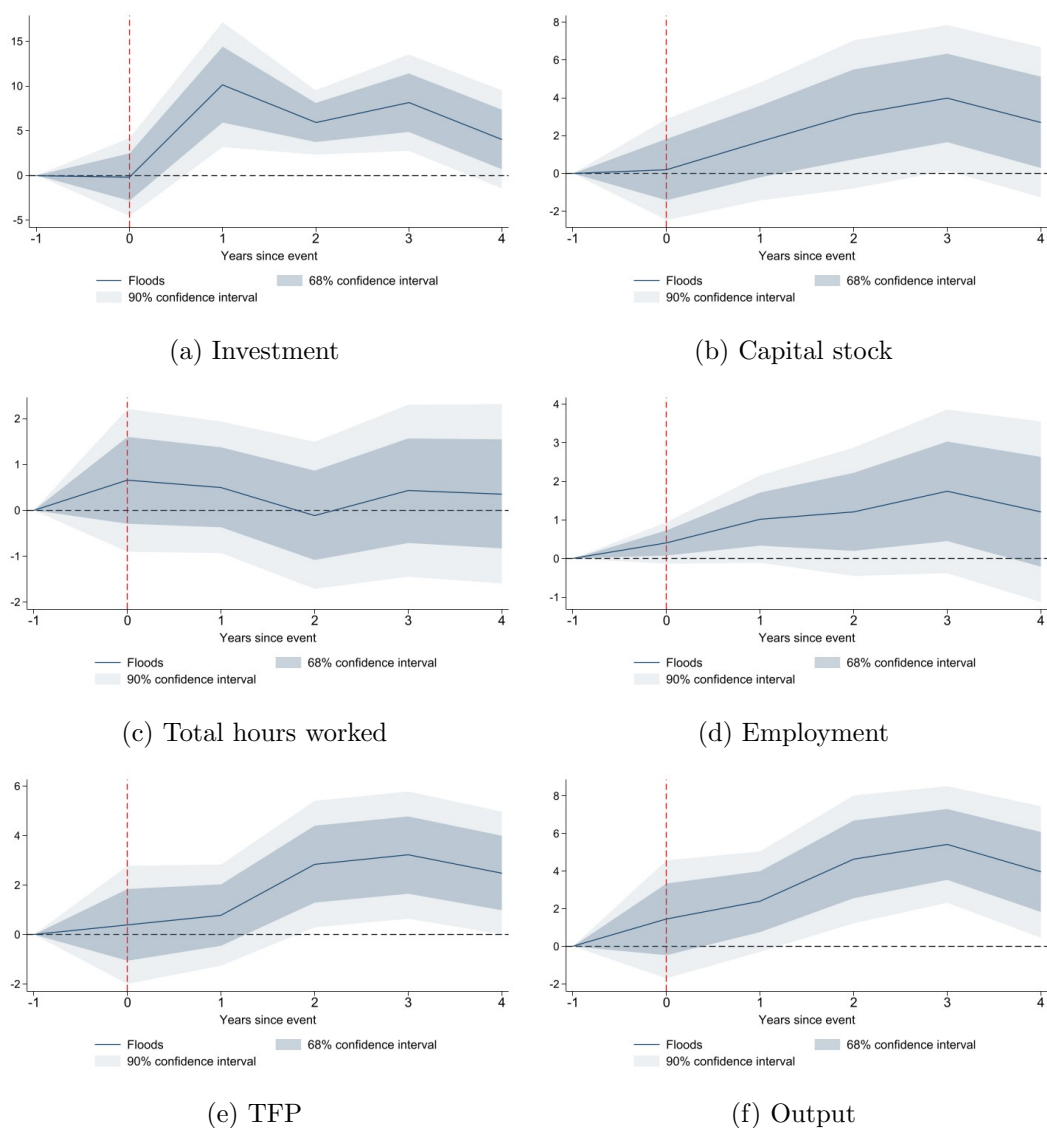 15
10
5
0
-5
-1 0 1 2 3 4
Years since event
Floods 68% confidence interval
90% confidence interval
(a) Investment
8
6
4
2
0
-2
-1 0 1 2 3 4
Years since event
Floods 68% confidence interval
90% confidence interval
(b) Capital stock
2
1
0
-1
-2
-1 0 1 2 3 4
Years since event
Floods 68% confidence interval
90% confidence interval
(c) Total hours worked
4
3
2
1
0
-1
-1 0 1 2 3 4
Years since event
Floods 68% confidence interval
90% confidence interval
(d) Employment
6
4
2
0
-2
-1 0 1 2 3 4
Years since event
Floods 68% confidence interval
90% confidence interval
(e) TFP
8
6
4
2
0
-2
-1 0 1 2 3 4
Years since event
Floods 68% confidence interval
90% confidence interval
(f) Output